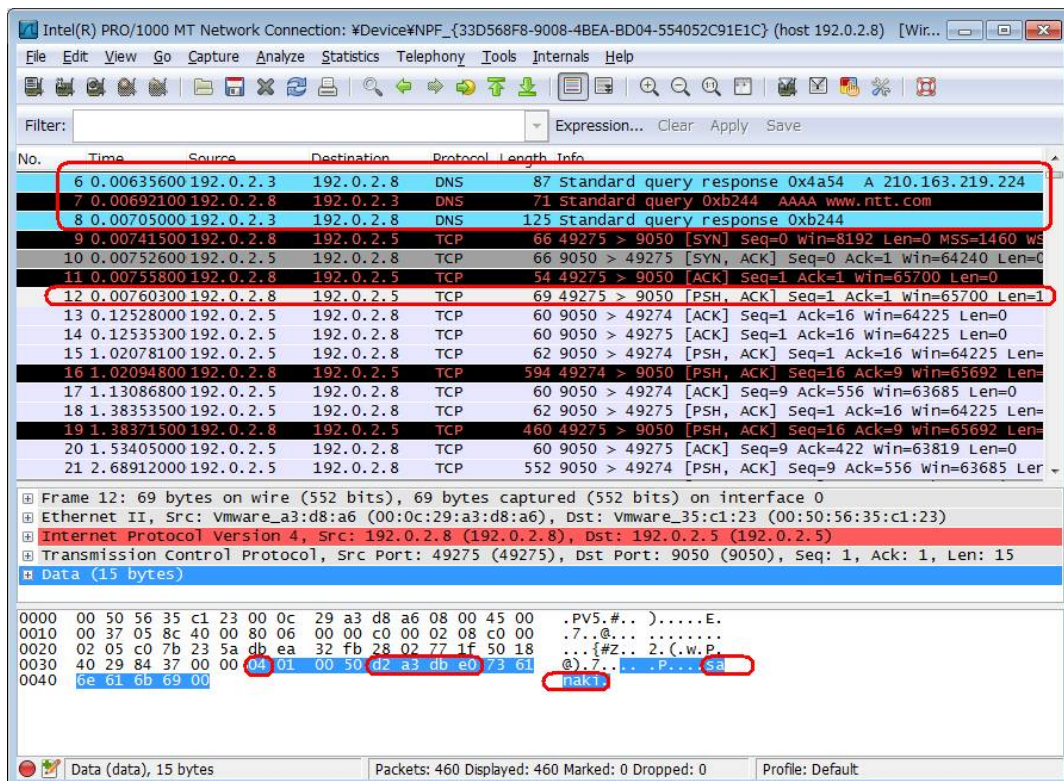 Intel(R) PRO/1000 MT Network Connection: ¥Device¥NPF_{33D568F8-9008-4BEA-BD04-554052C91E1C} (host 192.0.2.8) [Wir...
File Edit View Go Capture Analyze Statistics Telephony Tools Internals Help
Filter: Expression... Clear Apply Save
No. Time Source Destination Protocol Length Info
6 0.00635600 192.0.2.3 192.0.2.8 DNS 87 Standard query response 0x4a54 A 210.163.219.224
7 0.00692100 192.0.2.8 192.0.2.3 DNS 71 Standard query 0xb244 AAAA www.ntt.com
8 0.00705000 192.0.2.3 192.0.2.8 DNS 125 Standard query response 0xb244
9 0.00741500 192.0.2.8 192.0.2.5 TCP 66 49275 > 9050 [SYN] Seq=0 Win=8192 Len=0 MSS=1460 WS
10 0.00752600 192.0.2.5 192.0.2.8 TCP 66 9050 > 49275 [SYN, ACK] Seq=0 Ack=1 Win=64240 Len=0
11 0.00755800 192.0.2.8 192.0.2.5 TCP 54 49275 > 9050 [ACK] Seq=1 Ack=1 Win=65700 Len=0
12 0.00760300 192.0.2.8 192.0.2.5 TCP 69 49275 > 9050 [PSH, ACK] Seq=1 Ack=1 Win=65700 Len=1
13 0.12528000 192.0.2.5 192.0.2.8 TCP 60 9050 > 49274 [ACK] Seq=1 Ack=16 Win=64225 Len=0
14 0.12535300 192.0.2.5 192.0.2.8 TCP 60 9050 > 49275 [ACK] Seq=1 Ack=16 Win=64225 Len=0
15 1.02078100 192.0.2.5 192.0.2.8 TCP 62 9050 > 49274 [PSH, ACK] Seq=1 Ack=16 Win=64225 Len=
16 1.02094800 192.0.2.8 192.0.2.5 TCP 594 49274 > 9050 [PSH, ACK] Seq=16 Ack=9 Win=65692 Len=
17 1.13086800 192.0.2.5 192.0.2.8 TCP 60 9050 > 49274 [ACK] Seq=9 Ack=556 Win=63685 Len=0
18 1.38353500 192.0.2.5 192.0.2.8 TCP 62 9050 > 49275 [PSH, ACK] Seq=1 Ack=16 Win=64225 Len=
19 1.38371500 192.0.2.8 192.0.2.5 TCP 460 49275 > 9050 [PSH, ACK] Seq=16 Ack=9 Win=65692 Len=
20 1.53405000 192.0.2.5 192.0.2.8 TCP 60 9050 > 49275 [ACK] Seq=9 Ack=422 Win=63819 Len=0
21 2.68912000 192.0.2.5 192.0.2.8 TCP 552 9050 > 49274 [PSH, ACK] Seq=9 Ack=556 Win=63685 Ler
Frame 12: 69 bytes on wire (552 bits), 69 bytes captured (552 bits) on interface 0
Ethernet II, Src: Vmware_a3:d8:a6 (00:0c:29:a3:d8:a6), Dst: Vmware_35:c1:23 (00:50:56:35:c1:23)
Internet Protocol Version 4, Src: 192.0.2.8 (192.0.2.8), Dst: 192.0.2.5 (192.0.2.5)
Transmission Control Protocol, Src Port: 49275 (49275), Dst Port: 9050 (9050), Seq: 1, Ack: 1, Len: 15
Data (15 bytes)
0000 00 50 56 35 c1 23 00 0c 29 a3 d8 a6 08 00 45 00 .PV5.#.. ).....E.
0010 00 37 05 8c 40 00 80 06 00 00 c0 00 02 08 c0 00 .7..@... ........
0020 02 05 c0 7b 23 5a db ea 32 fb 28 02 77 1f 50 18 ...{#Z.. 2.(.w.P.
0030 40 29 84 37 00 00 04 01 00 50 d2 a3 db e0 73 61 @).7.... .P....sa
0040 6e 61 6b 69 00 naki.
Data (data), 15 bytes Packets: 460 Displayed: 460 Marked: 0 Dropped: 0 Profile: Default